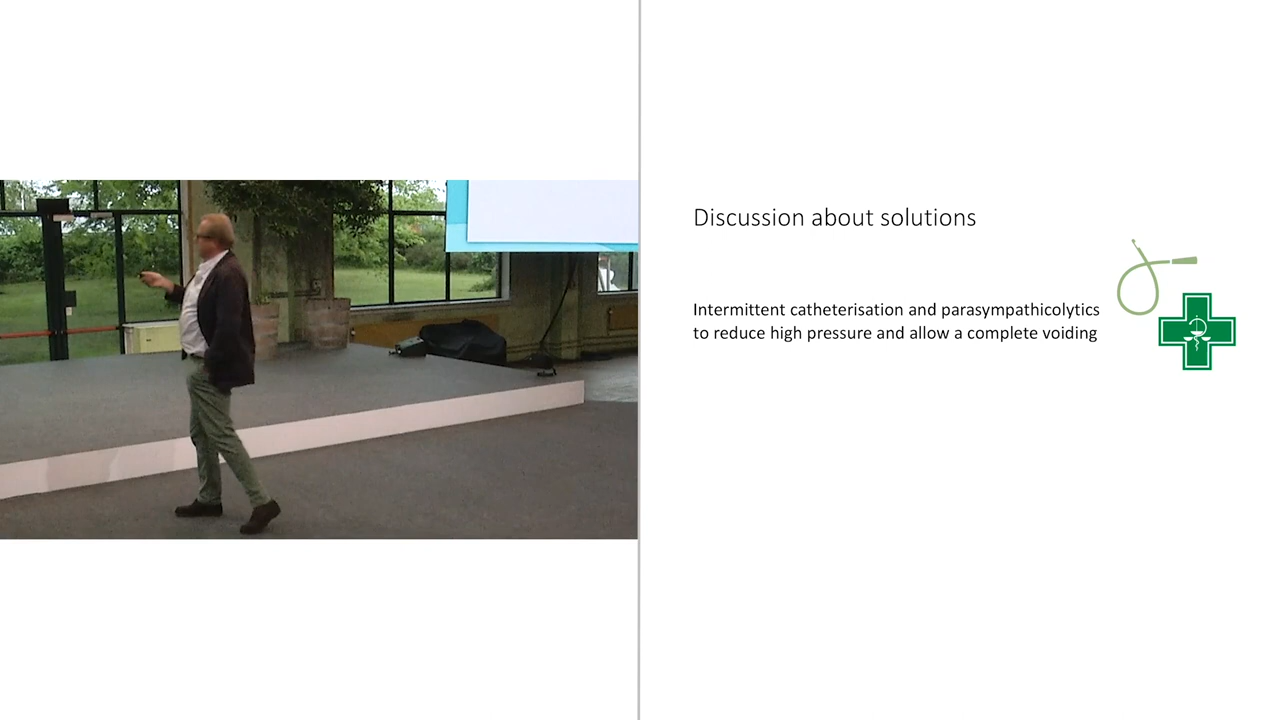 Discussion about solutions
Intermittent catheterisation and parasympathicolytics
to reduce high pressure and allow a complete voiding